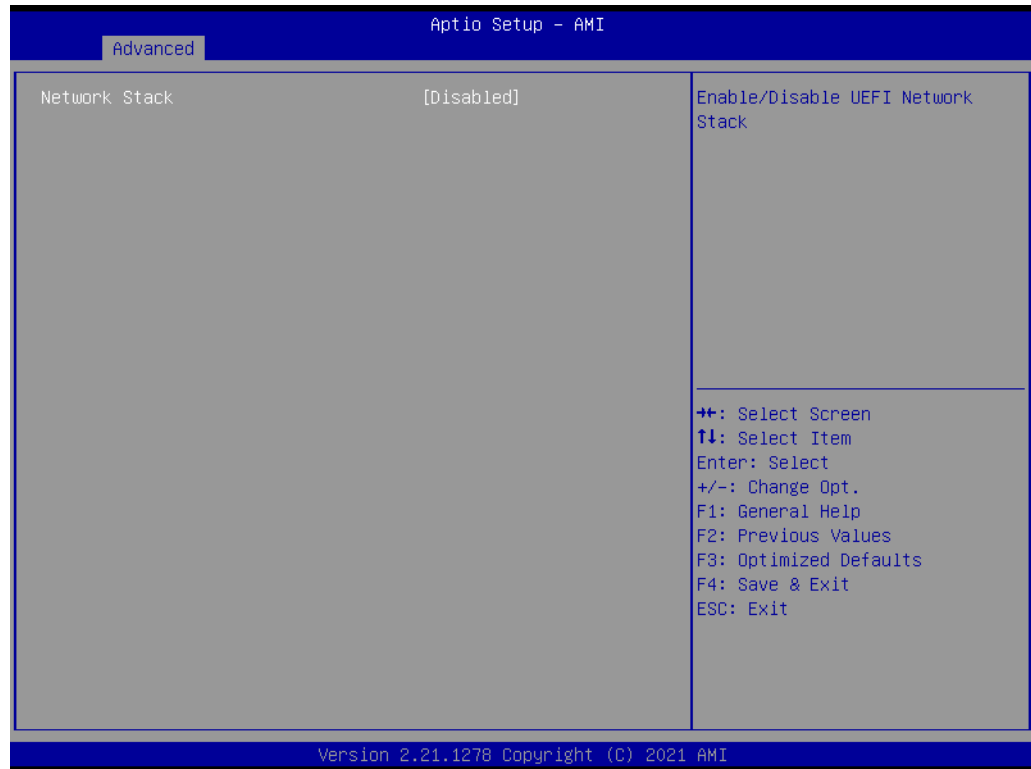 Aptio Setup – AMI
Advanced
Network Stack [Disabled]
Enable/Disable UEFI Network
Stack
→←: Select Screen
↑↓: Select Item
Enter: Select
+/-: Change Opt.
F1: General Help
F2: Previous Values
F3: Optimized Defaults
F4: Save & Exit
ESC: Exit
Version 2.21.1278 Copyright (C) 2021 AMI